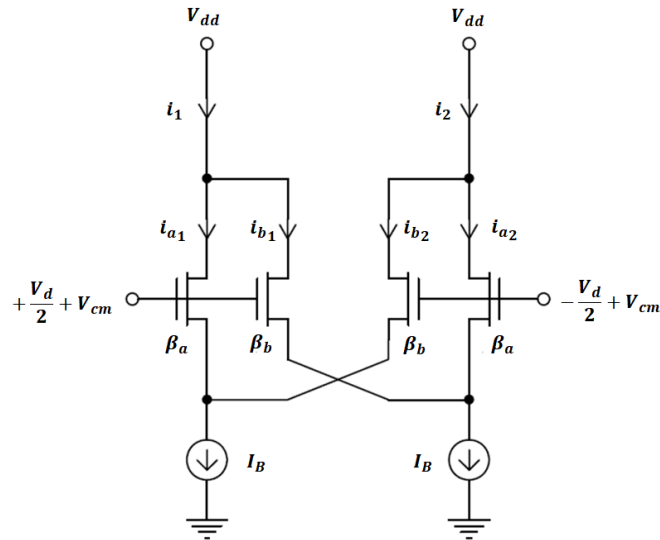 V_dd V_dd
i_1 i_2
i_a1 i_b1 i_b2 i_a2
+V_d/2 + V_cm -V_d/2 + V_cm
β_a β_b β_b β_a
I_B I_B